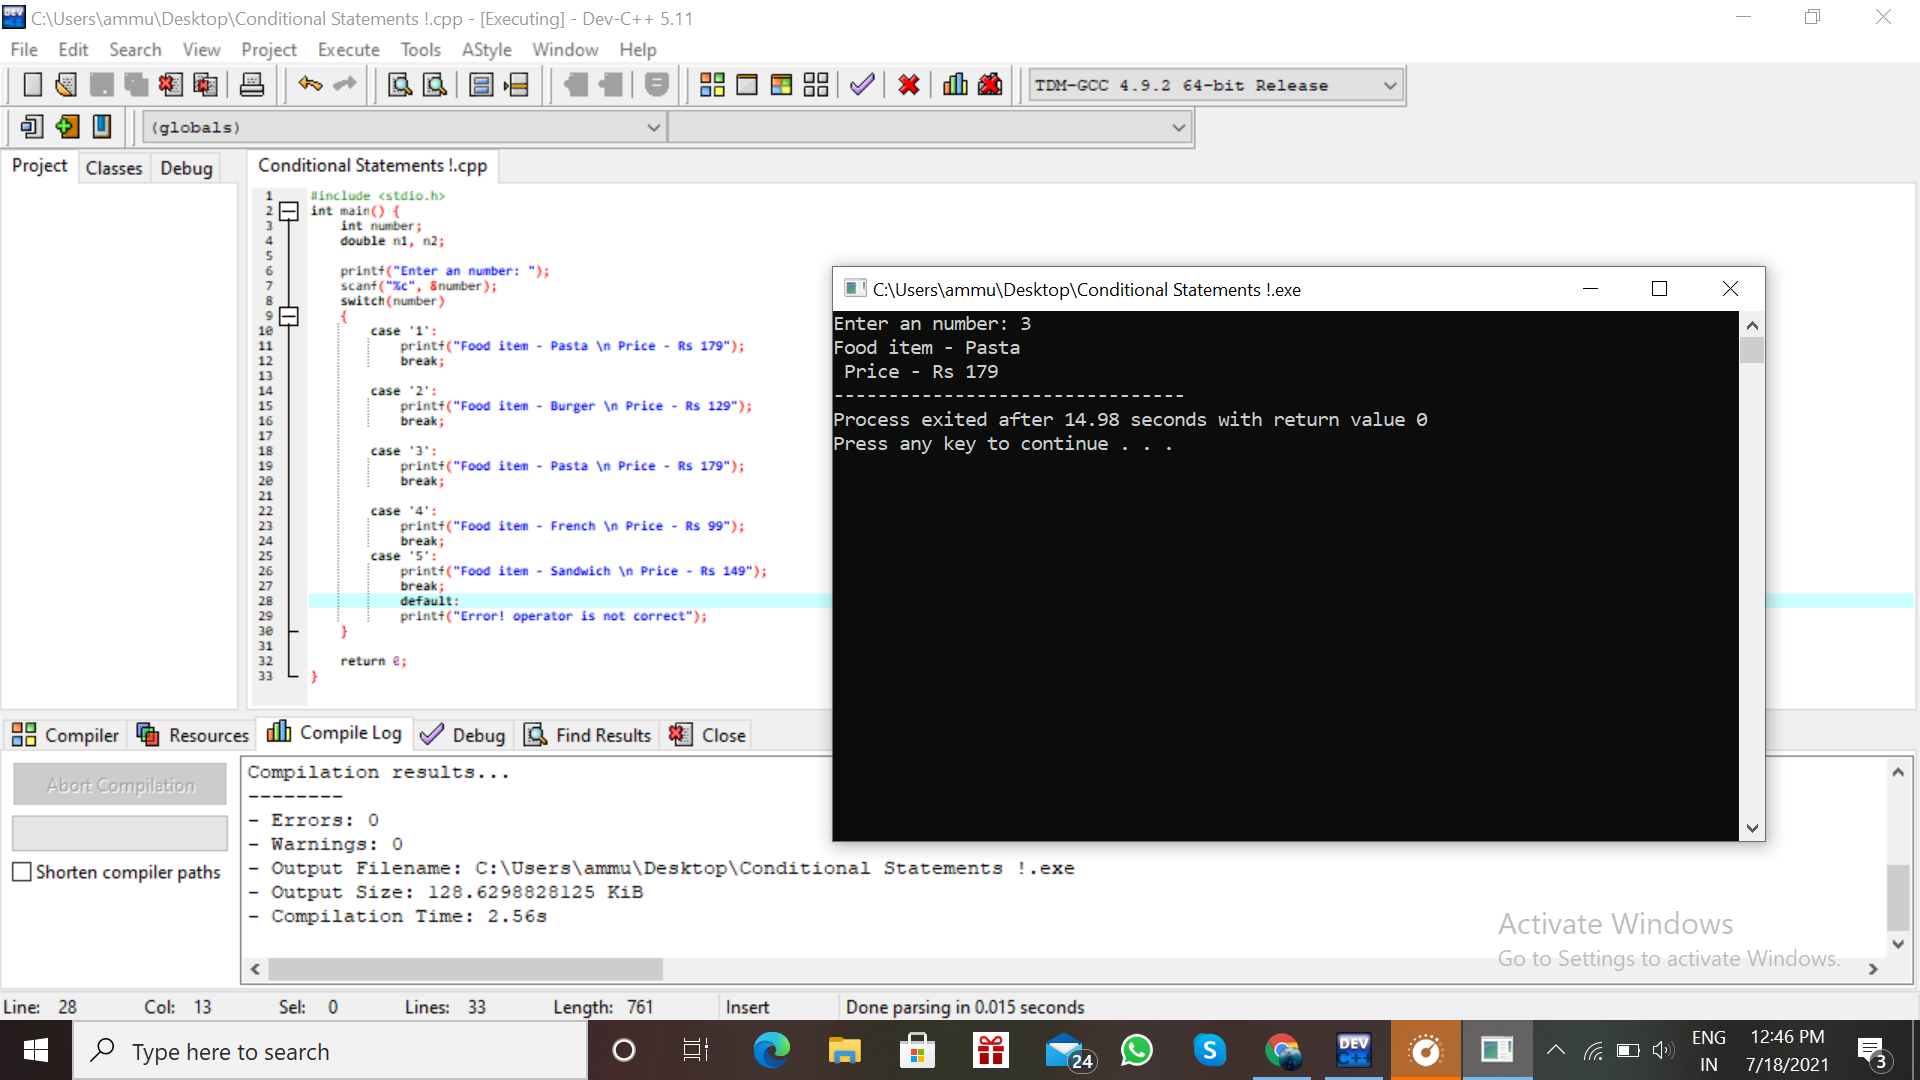 C:\Users\ammu\Desktop\Conditional Statements !.cpp - [Executing] - Dev-C++ 5.11
File Edit Search View Project Execute Tools AStyle Window Help
TDM-GCC 4.9.2 64-bit Release
(globals)
Project Classes Debug
Conditional Statements !.cpp
1 #include <stdio.h>
2 int main() {
3 int number;
4 double n1, n2;
5
6 printf("Enter an number: ");
7 scanf("%c", &number);
8 switch(number)
9 {
10 case '1':
11 printf("Food item - Pasta \n Price - Rs 179");
12 break;
13
14 case '2':
15 printf("Food item - Burger \n Price - Rs 129");
16 break;
17
18 case '3':
19 printf("Food item - Pasta \n Price - Rs 179");
20 break;
21
22 case '4':
23 printf("Food item - French \n Price - Rs 99");
24 break;
25 case '5':
26 printf("Food item - Sandwich \n Price - Rs 149");
27 break;
28 default:
29 printf("Error! operator is not correct");
30 }
31
32 return 0;
33 }
C:\Users\ammu\Desktop\Conditional Statements !.exe
Enter an number: 3
Food item - Pasta
Price - Rs 179
--------------------------------
Process exited after 14.98 seconds with return value 0
Press any key to continue . . .
Compiler Resources Compile Log Debug Find Results Close
Abort Compilation
Shorten compiler paths
Compilation results...
--------
- Errors: 0
- Warnings: 0
- Output Filename: C:\Users\ammu\Desktop\Conditional Statements !.exe
- Output Size: 128.6298828125 KiB
- Compilation Time: 2.56s
Activate Windows
Go to Settings to activate Windows.
Line: 28 Col: 13 Sel: 0 Lines: 33 Length: 761 Insert Done parsing in 0.015 seconds
Type here to search
24
DEV C++
ENG
IN
12:46 PM
7/18/2021
3